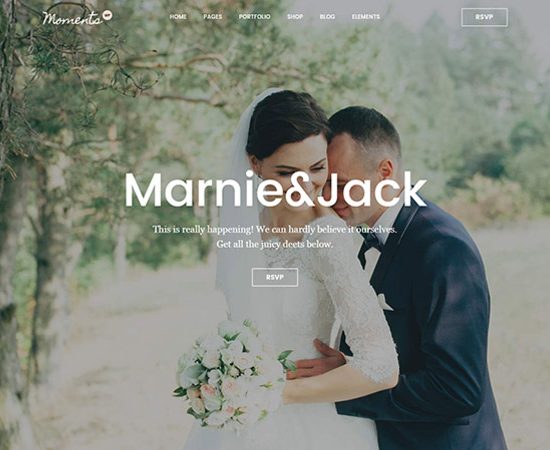 Moments
HOME PAGES PORTFOLIO SHOP BLOG ELEMENTS RSVP
Marnie&Jack
This is really happening! We can hardly believe it ourselves.
Get all the juicy deets below.
RSVP